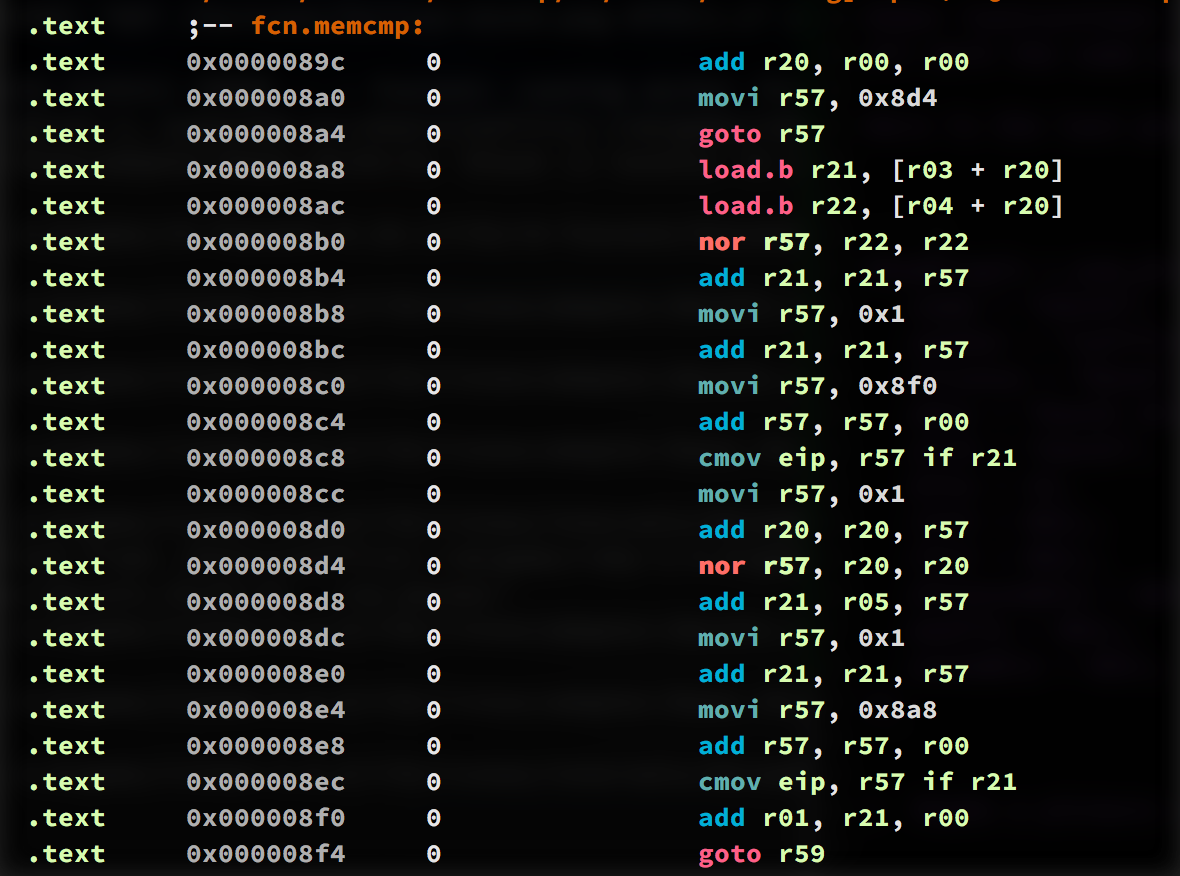 .text ;-- fcn.memcmp:
.text 0x0000089c 0 add r20, r00, r00
.text 0x000008a0 0 movi r57, 0x8d4
.text 0x000008a4 0 goto r57
.text 0x000008a8 0 load.b r21, [r03 + r20]
.text 0x000008ac 0 load.b r22, [r04 + r20]
.text 0x000008b0 0 nor r57, r22, r22
.text 0x000008b4 0 add r21, r21, r57
.text 0x000008b8 0 movi r57, 0x1
.text 0x000008bc 0 add r21, r21, r57
.text 0x000008c0 0 movi r57, 0x8f0
.text 0x000008c4 0 add r57, r57, r00
.text 0x000008c8 0 cmov eip, r57 if r21
.text 0x000008cc 0 movi r57, 0x1
.text 0x000008d0 0 add r20, r20, r57
.text 0x000008d4 0 nor r57, r20, r20
.text 0x000008d8 0 add r21, r05, r57
.text 0x000008dc 0 movi r57, 0x1
.text 0x000008e0 0 add r21, r21, r57
.text 0x000008e4 0 movi r57, 0x8a8
.text 0x000008e8 0 add r57, r57, r00
.text 0x000008ec 0 cmov eip, r57 if r21
.text 0x000008f0 0 add r01, r21, r00
.text 0x000008f4 0 goto r59